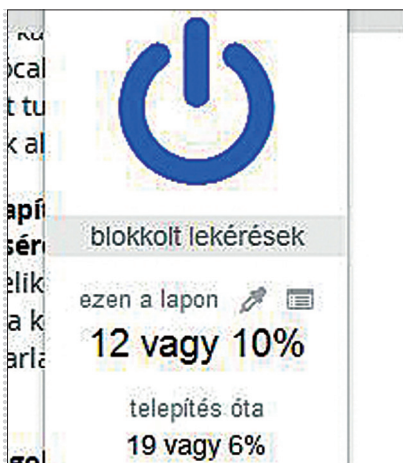 blokkolt lekérések
ezen a lapon
12 vagy 10%
telepítés óta
19 vagy 6%